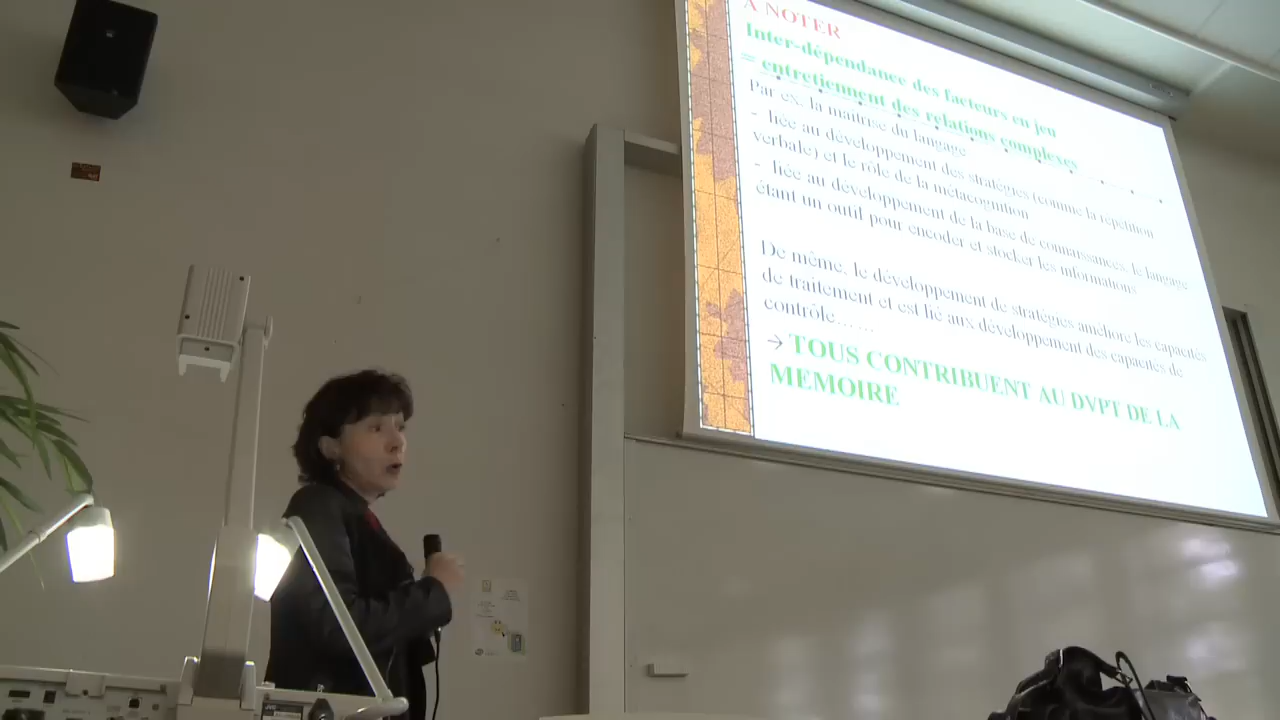 A NOTER
Inter-dépendance des facteurs en jeu
= entretiennent des relations complexes
Par ex, la maîtrise du langage
- liée au développement des stratégies (comme la répétition
verbale) et le rôle de la métacognition
- liée au développement de la base de connaissances, le langage
étant un outil pour encoder et stocker les informations
De même, le développement de stratégies améliore les capacités
de traitement et est lié aux développement des capacités de
contrôle……
→ TOUS CONTRIBUENT AU DVPT DE LA
MEMOIRE